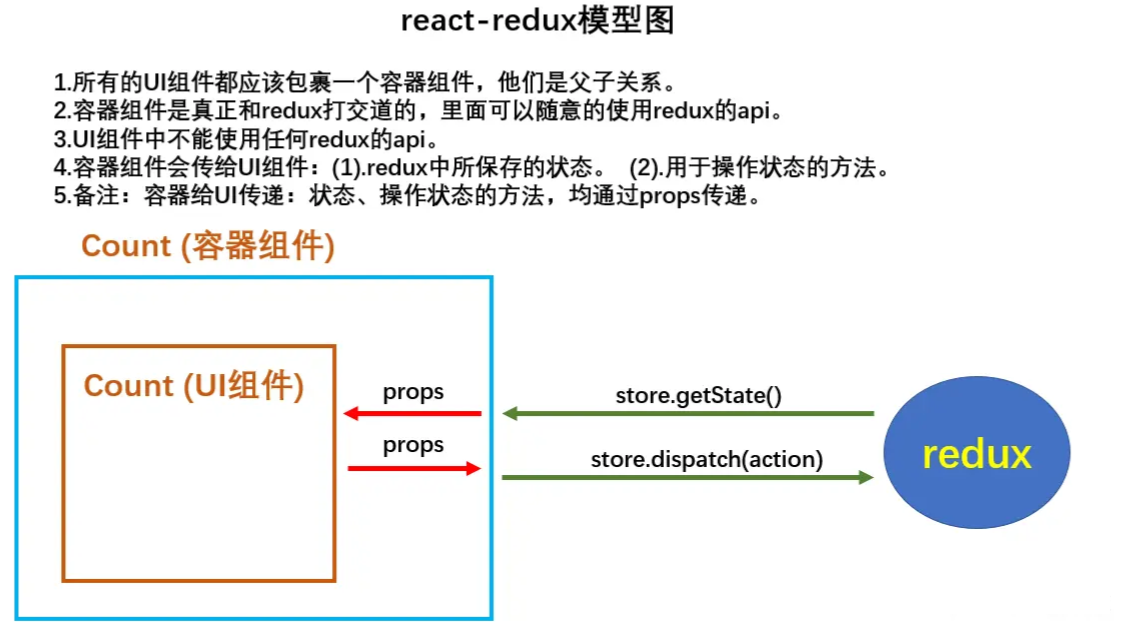 react-redux模型图
1.所有的UI组件都应该包裹一个容器组件，他们是父子关系。
2.容器组件是真正和redux打交道的，里面可以随意的使用redux的api。
3.UI组件中不能使用任何redux的api。
4.容器组件会传给UI组件：(1).redux中所保存的状态。 (2).用于操作状态的方法。
5.备注：容器给UI传递：状态、操作状态的方法，均通过props传递。
Count (容器组件)
Count (UI组件)
props
store.getState()
props
store.dispatch(action)
redux